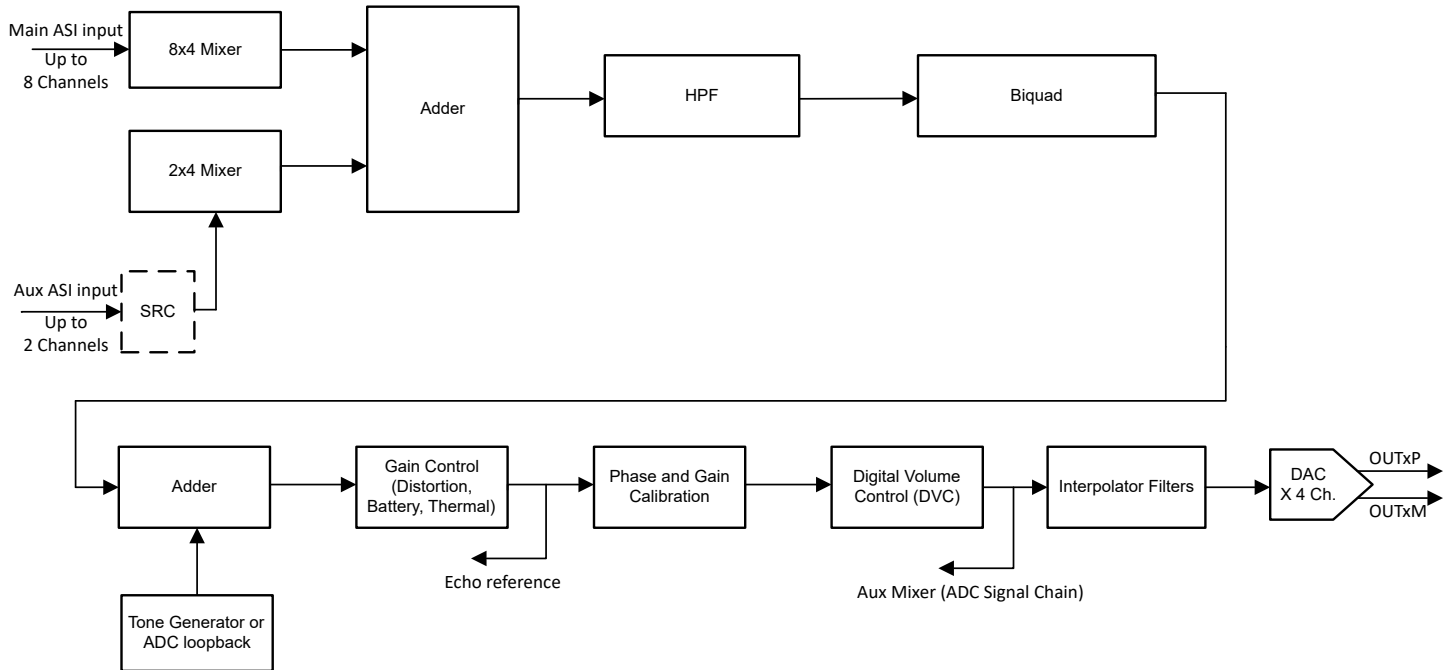 Main ASI input
Up to
8 Channels
8x4 Mixer
Adder
HPF
Biquad
2x4 Mixer
Aux ASI input
Up to
2 Channels
SRC
Adder
Gain Control
(Distortion,
Battery, Thermal)
Phase and Gain
Calibration
Digital Volume
Control (DVC)
Interpolator Filters
DAC
X 4 Ch.
OUTxP
OUTxM
Echo reference
Aux Mixer (ADC Signal Chain)
Tone Generator or
ADC loopback